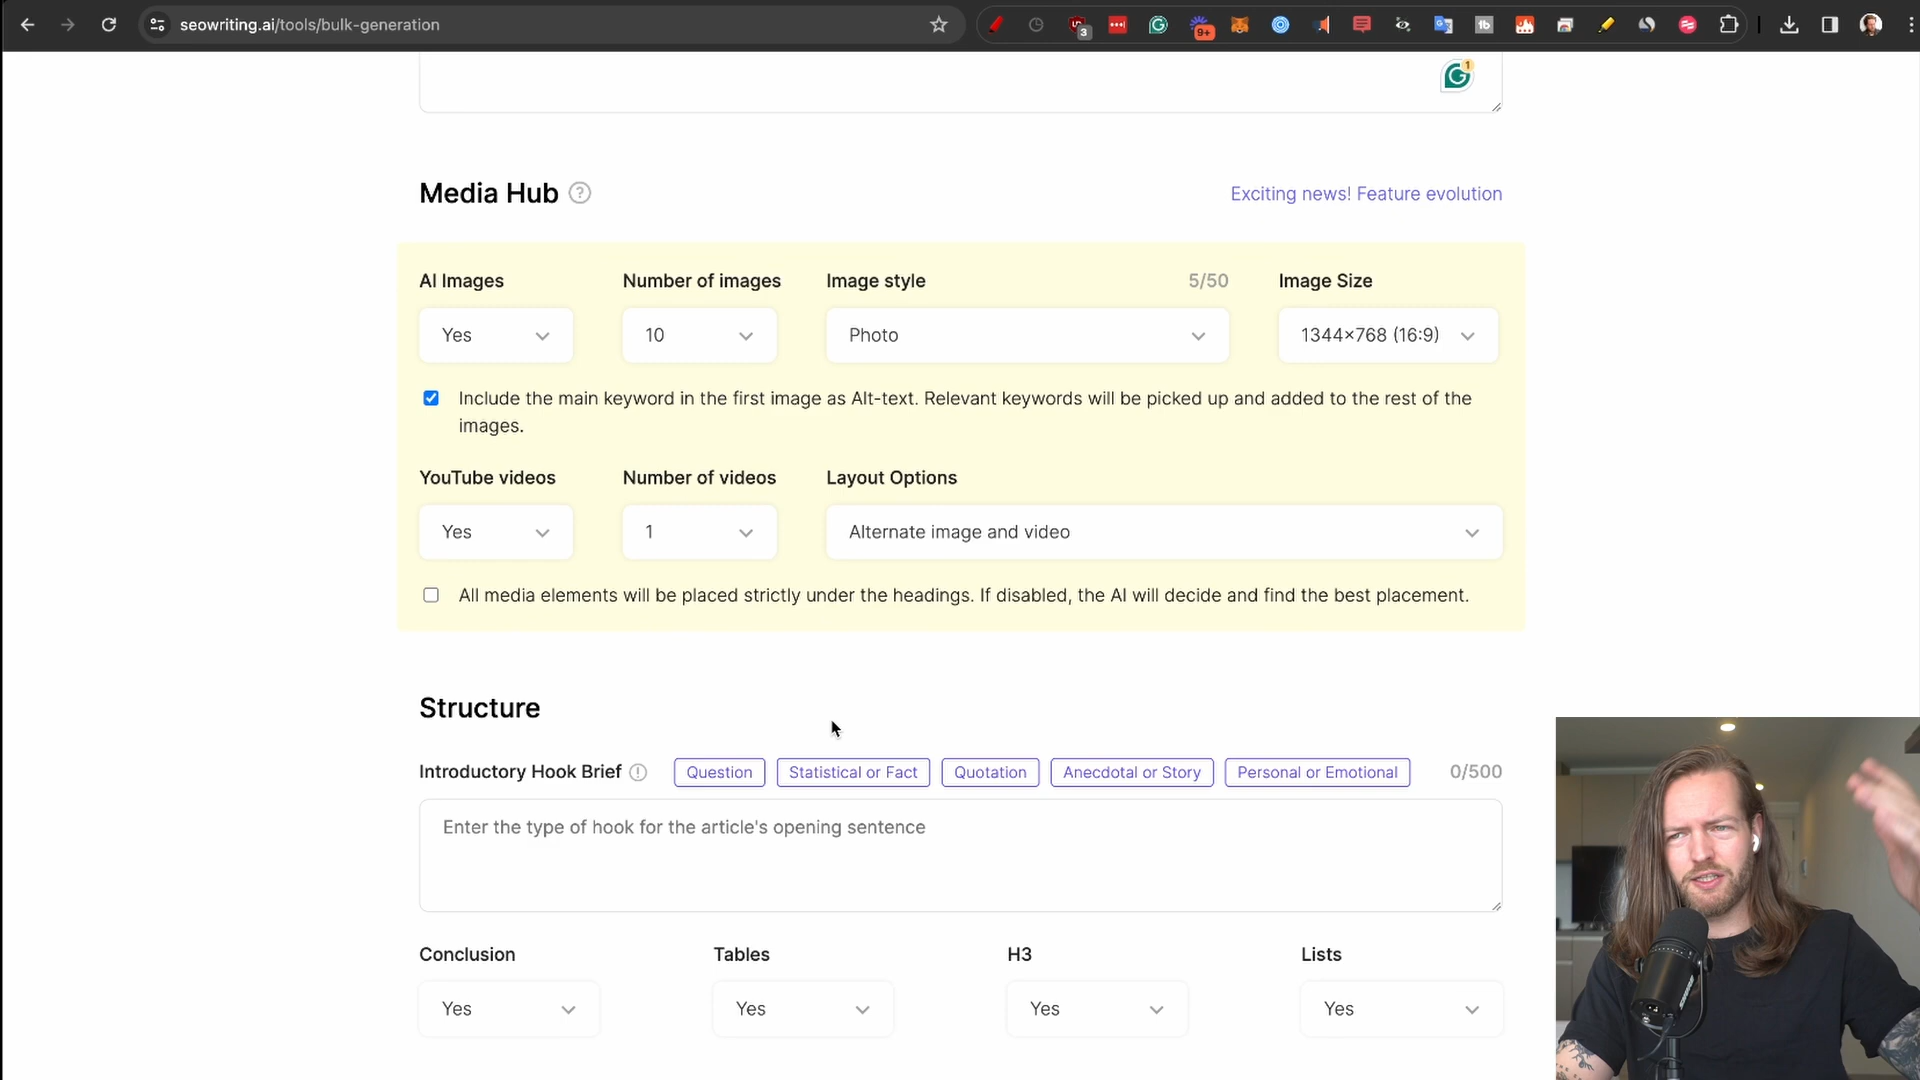 seowriting.ai/tools/bulk-generation
3
9+
1
Media Hub ?
Exciting news! Feature evolution
AI Images
Number of images
Image style
5/50
Image Size
Yes
10
Photo
1344×768 (16:9)
Include the main keyword in the first image as Alt-text. Relevant keywords will be picked up and added to the rest of the
images.
YouTube videos
Number of videos
Layout Options
Yes
1
Alternate image and video
All media elements will be placed strictly under the headings. If disabled, the AI will decide and find the best placement.
Structure
Introductory Hook Brief
Question
Statistical or Fact
Quotation
Anecdotal or Story
Personal or Emotional
0/500
Enter the type of hook for the article's opening sentence
Conclusion
Tables
H3
Lists
Yes
Yes
Yes
Yes